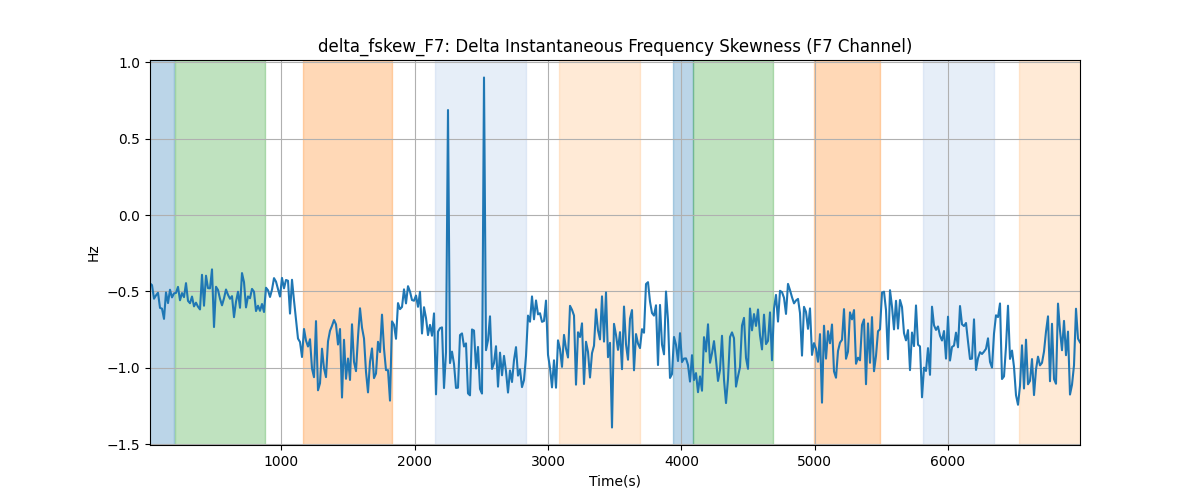 delta_fskew_F7: Delta Instantaneous Frequency Skewness (F7 Channel)
1.0
0.5
0.0
−0.5
−1.0
−1.5
Hz
1000 2000 3000 4000 5000 6000
Time(s)